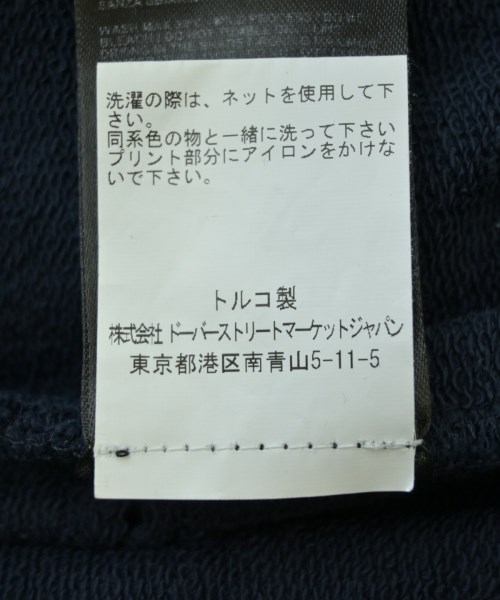 洗濯の際は、ネットを使用して下
さい。
同系色の物と一緒に洗って下さい
プリント部分にアイロンをかけな
いで下さい。
トルコ製
株式会社 ドーバーストリートマーケットジャパン
東京都港区南青山5-11-5